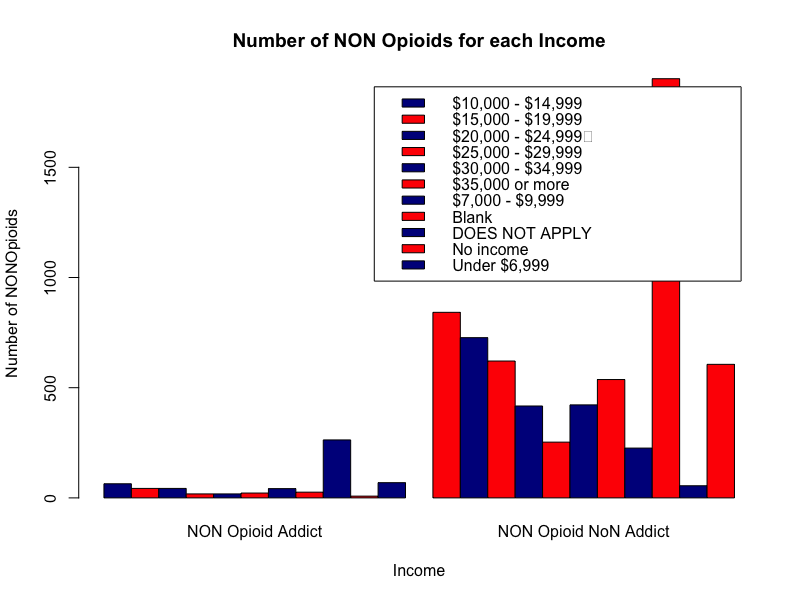 Number of NON Opioids for each Income
$10,000 - $14,999
$15,000 - $19,999
$20,000 - $24,999
$25,000 - $29,999
$30,000 - $34,999
$35,000 or more
$7,000 - $9,999
Blank
DOES NOT APPLY
No income
Under $6,999
Number of NONOpioids
1500
1000
500
0
NON Opioid Addict
NON Opioid NoN Addict
Income